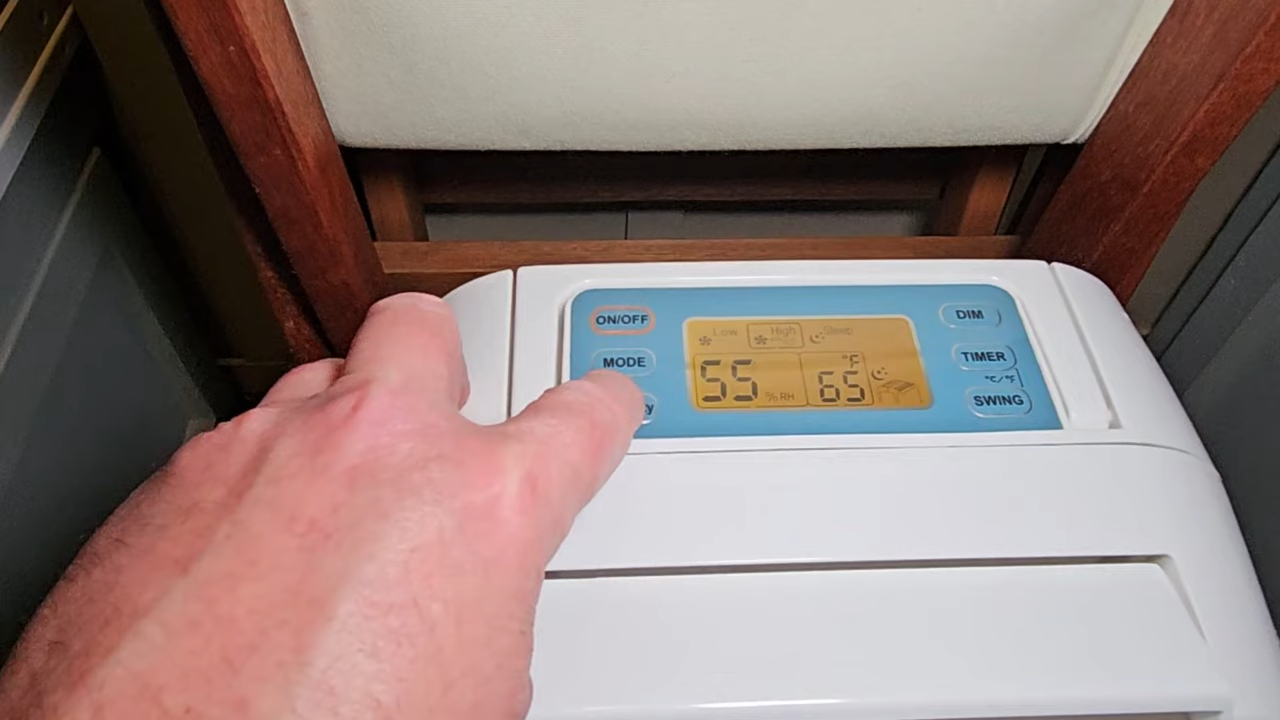 ON/OFF
MODE
y
Low
High
Sleep
55 %RH
65 °F
DIM
TIMER
°C/°F
SWING